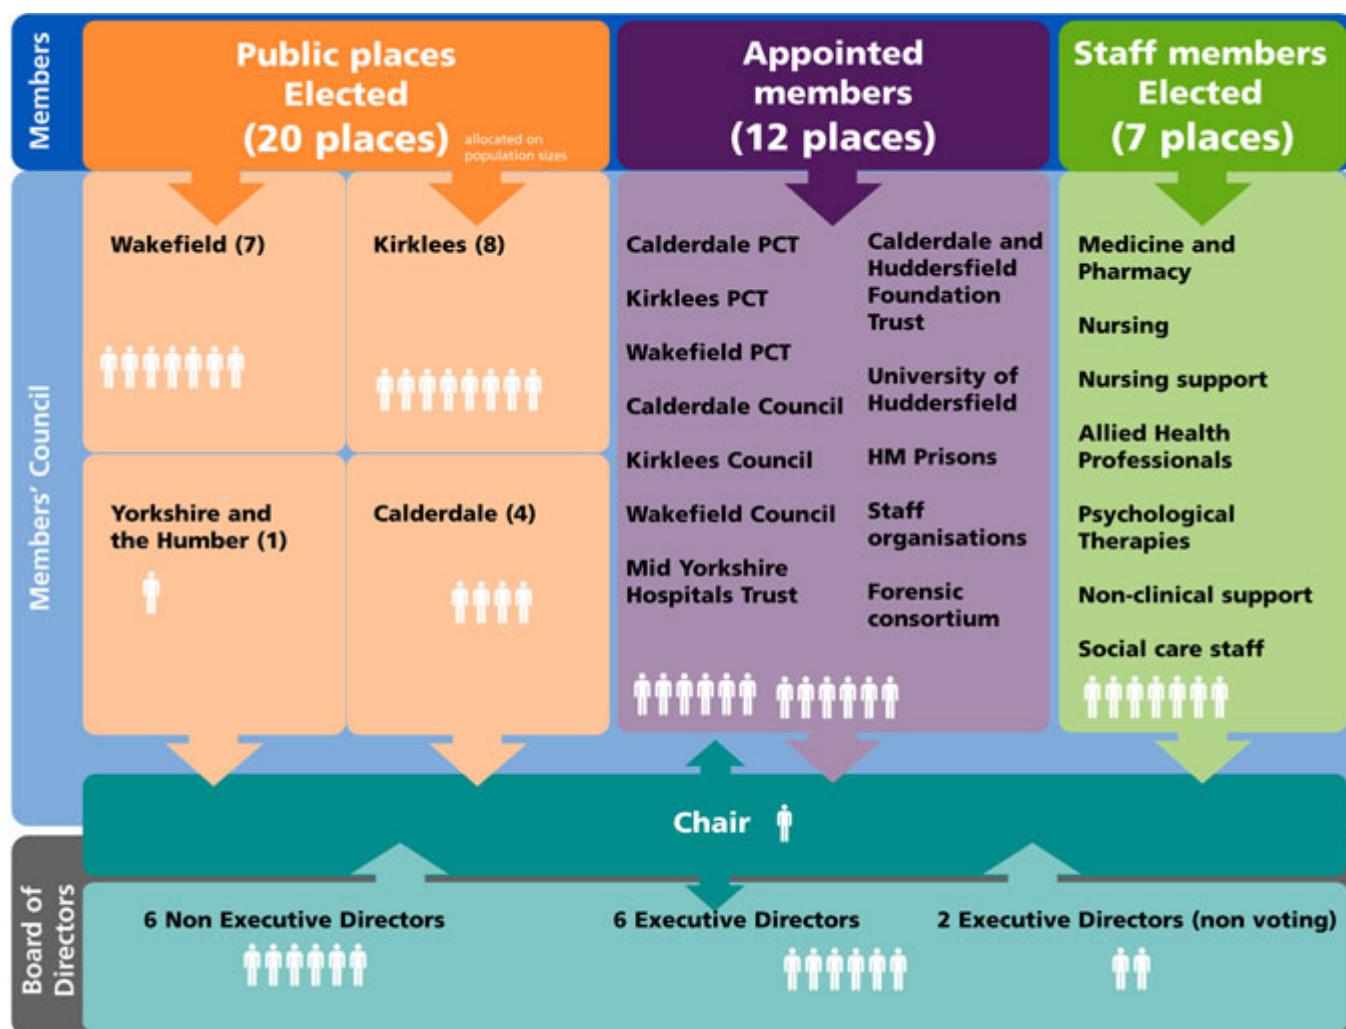 Members
Public places
Elected
(20 places)
allocated on
population sizes
Appointed
members
(12 places)
Staff members
Elected
(7 places)
Members' Council
Wakefield (7)
Kirklees (8)
Yorkshire and
the Humber (1)
Calderdale (4)
Calderdale PCT
Kirklees PCT
Wakefield PCT
Calderdale Council
Kirklees Council
Wakefield Council
Mid Yorkshire
Hospitals Trust
Calderdale and
Huddersfield
Foundation
Trust
University of
Huddersfield
HM Prisons
Staff
organisations
Forensic
consortium
Medicine and
Pharmacy
Nursing
Nursing support
Allied Health
Professionals
Psychological
Therapies
Non-clinical support
Social care staff
Chair
Board of
Directors
6 Non Executive Directors
6 Executive Directors
2 Executive Directors (non voting)